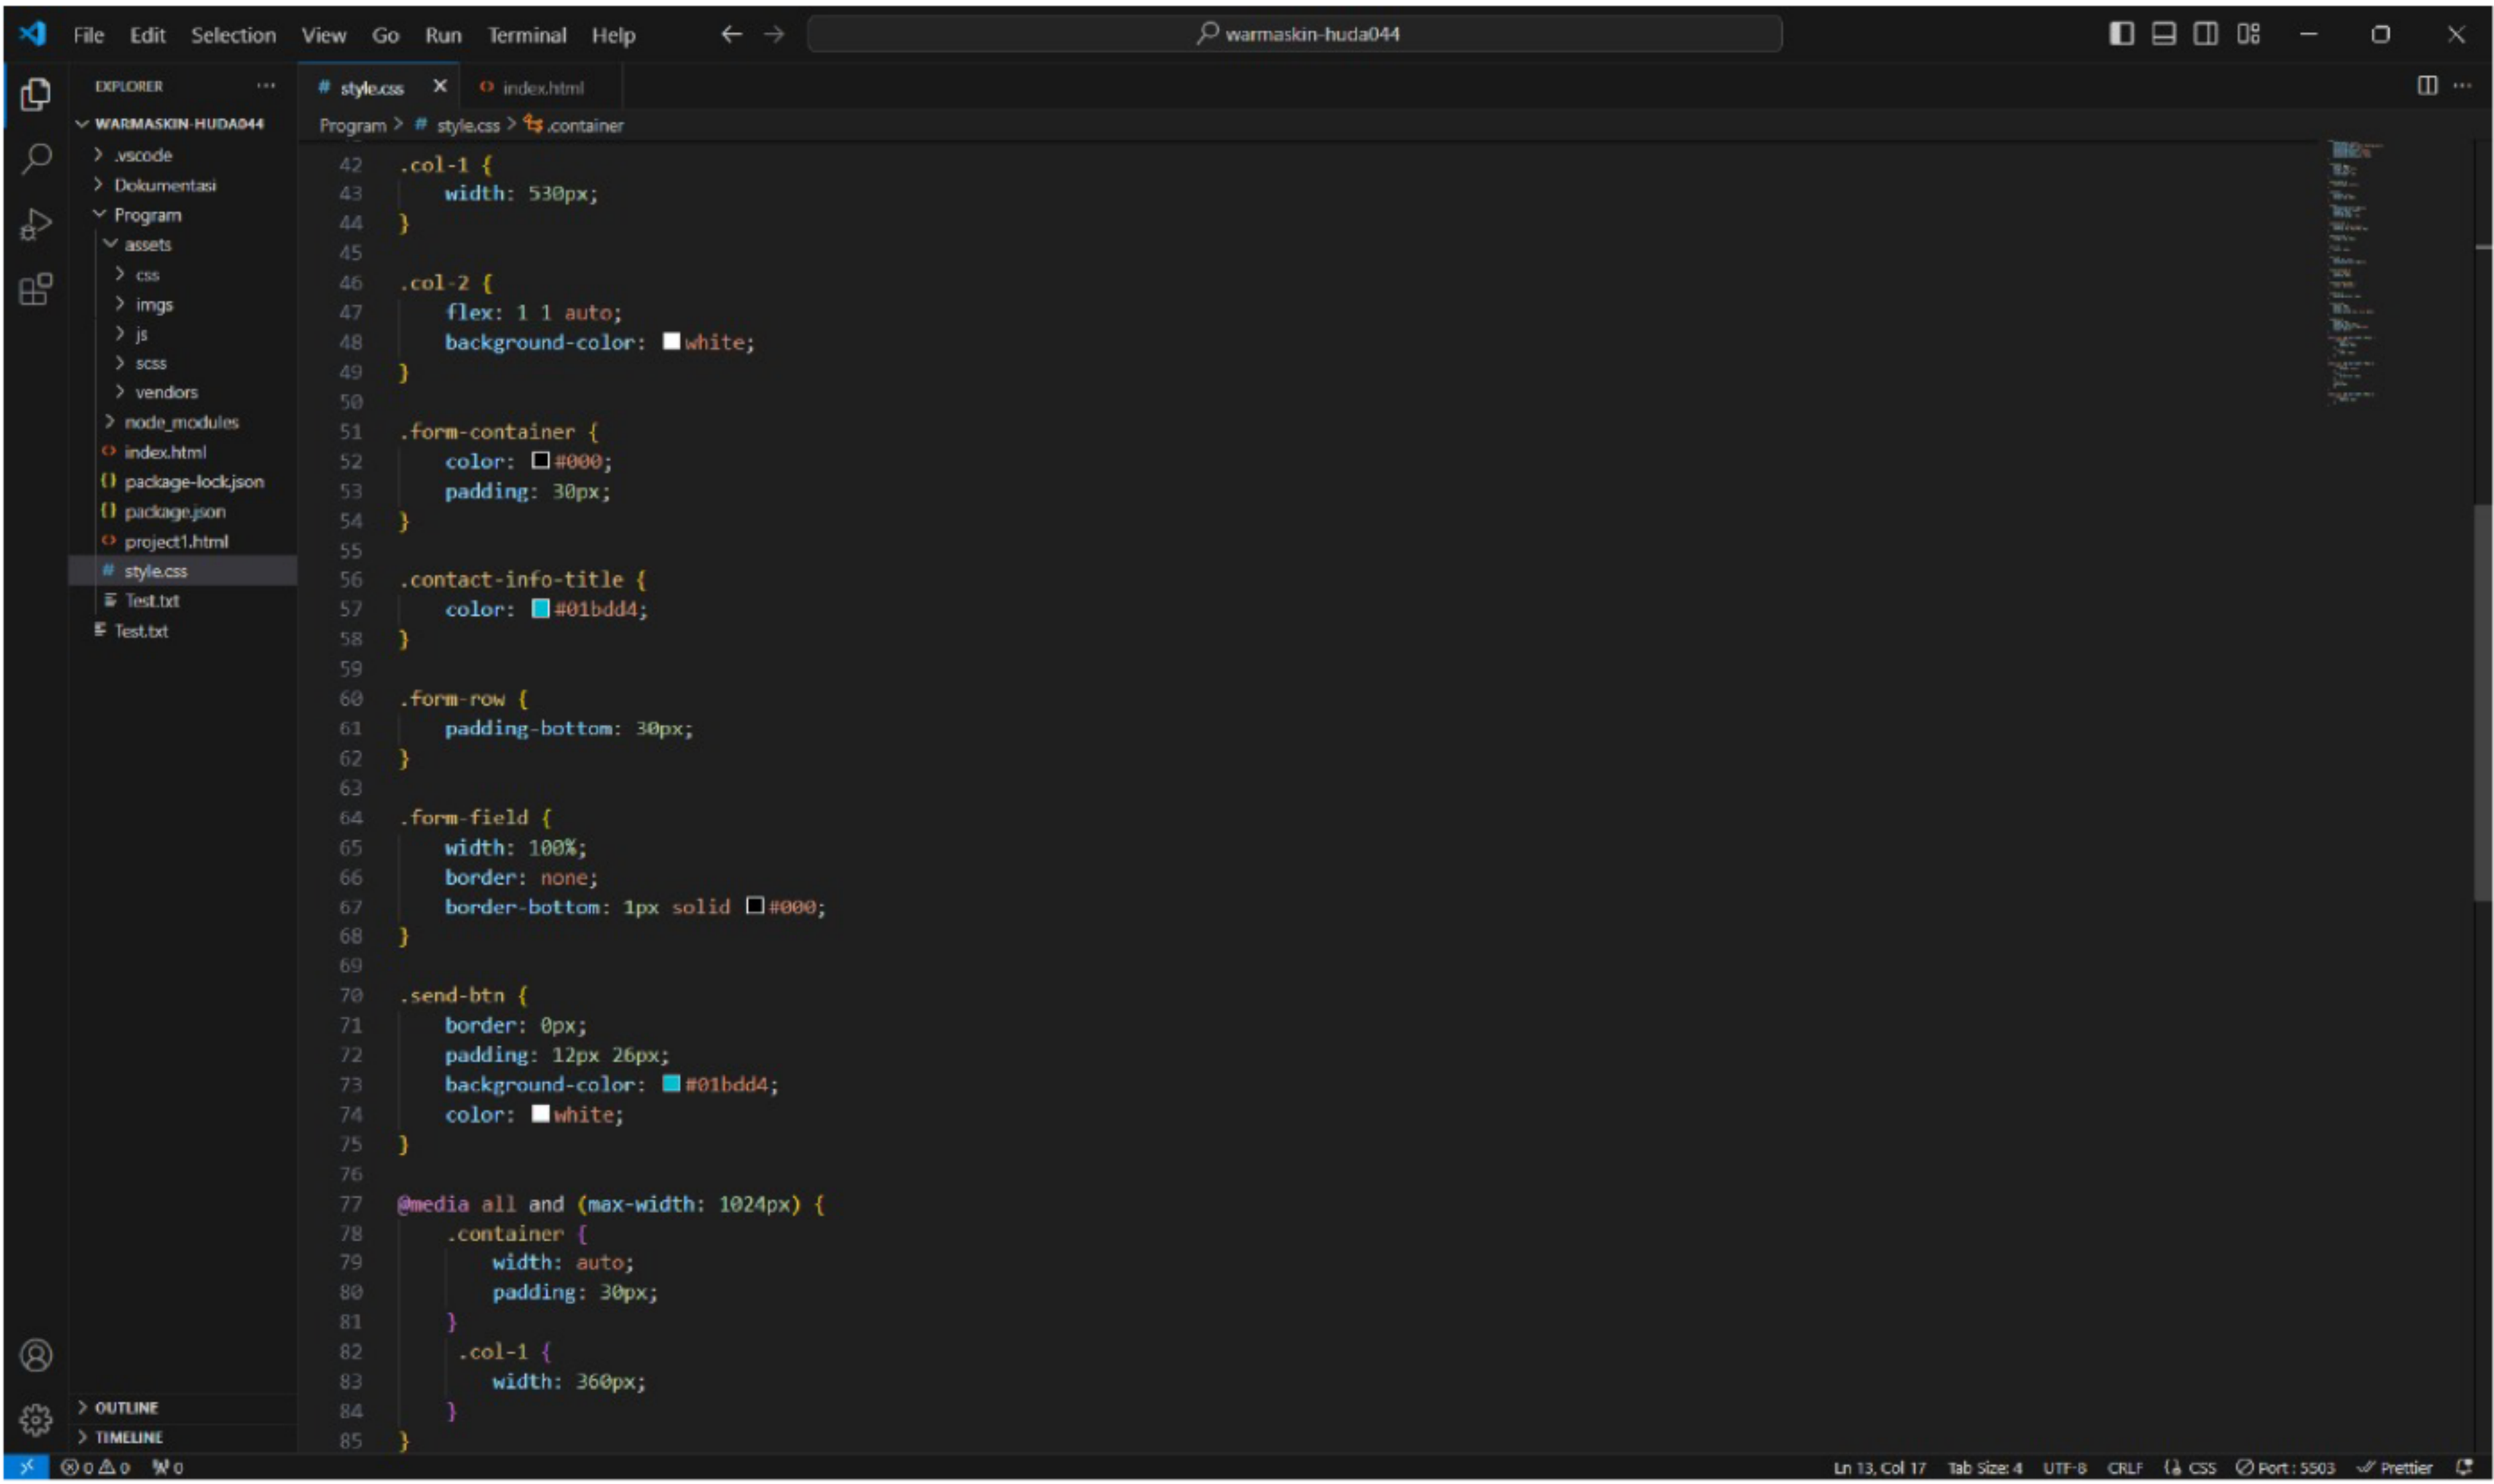 File Edit Selection View Go Run Terminal Help
warmaskin-huda044
EXPLORER
WARMASKIN-HUDA044
.vscode
Dokumentasi
Program
assets
css
imgs
js
scss
vendors
node_modules
index.html
package-lock.json
package.json
project1.html
style.css
Test.txt
Test.txt
OUTLINE
TIMELINE
# style.css
index.html
Program > # style.css > .container
42 .col-1 {
43 width: 530px;
44 }
45
46 .col-2 {
47 flex: 1 1 auto;
48 background-color: white;
49 }
50
51 .form-container {
52 color: #000;
53 padding: 30px;
54 }
55
56 .contact-info-title {
57 color: #01bdd4;
58 }
59
60 .form-row {
61 padding-bottom: 30px;
62 }
63
64 .form-field {
65 width: 100%;
66 border: none;
67 border-bottom: 1px solid #000;
68 }
69
70 .send-btn {
71 border: 0px;
72 padding: 12px 26px;
73 background-color: #01bdd4;
74 color: white;
75 }
76
77 @media all and (max-width: 1024px) {
78 .container {
79 width: auto;
80 padding: 30px;
81 }
82 .col-1 {
83 width: 360px;
84 }
85 }
0 0 0
Ln 13, Col 17 Tab Size: 4 UTF-8 CRLF {} CSS Port : 5503 Prettier